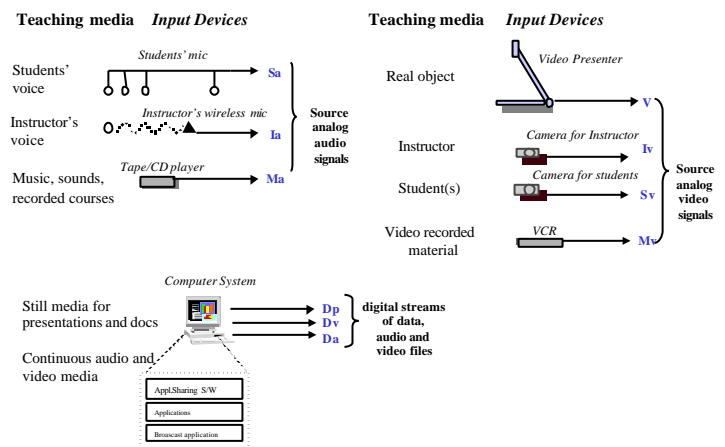 Teaching media Input Devices
Students' mic
Students'
voice
Sa
Instructor's wireless mic
Instructor's
voice
Ia
Tape/CD player
Music, sounds,
recorded courses
Ma
Source
analog
audio
signals
Teaching media Input Devices
Video Presenter
Real object
V
Camera for Instructor
Instructor
Iv
Camera for students
Student(s)
Sv
VCR
Video recorded
material
Mv
Source
analog
video
signals
Computer System
Still media for
presentations and docs
Continuous audio and
video media
Dp
Dv
Da
digital streams
of data,
audio and
video files
Appl.Sharing S/W
Applications
Broascast application